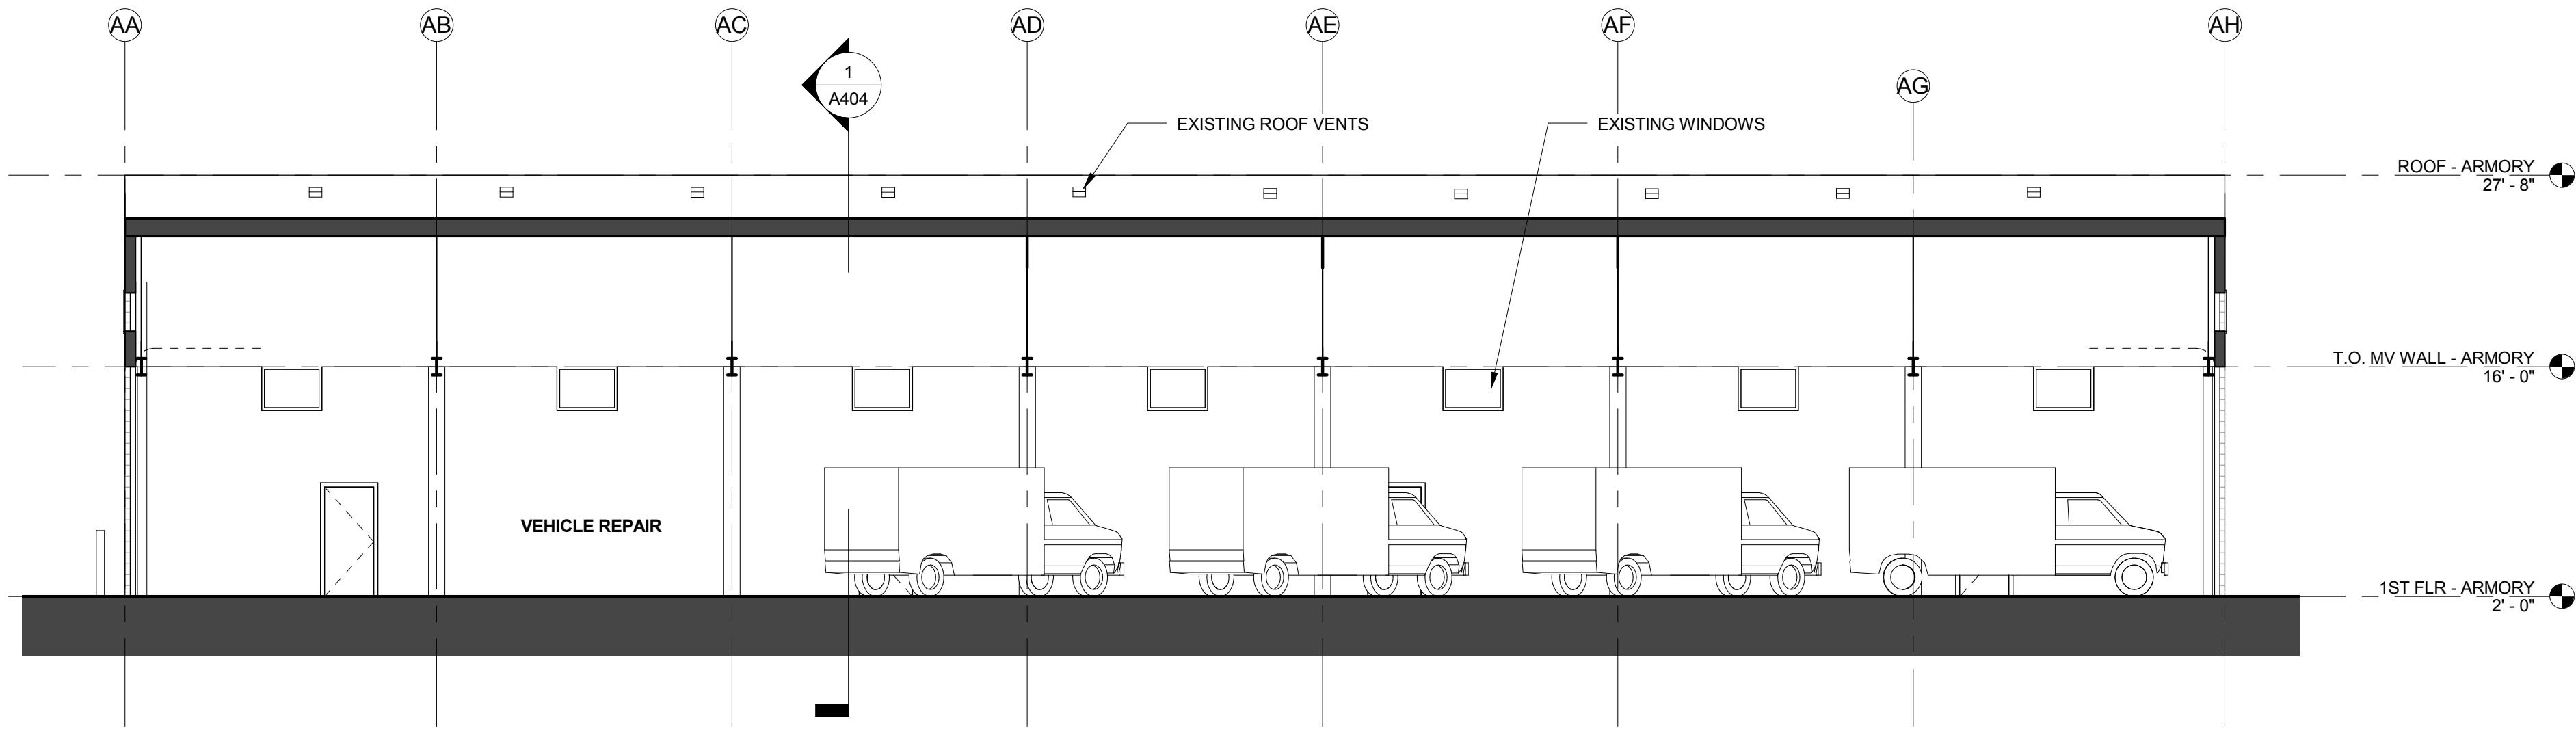 AA
AB
AC
AD
AE
AF
AH
1
A404
AG
EXISTING ROOF VENTS
EXISTING WINDOWS
ROOF - ARMORY
27' - 8"
T.O. MV WALL - ARMORY
16' - 0"
VEHICLE REPAIR
1ST FLR - ARMORY
2' - 0"